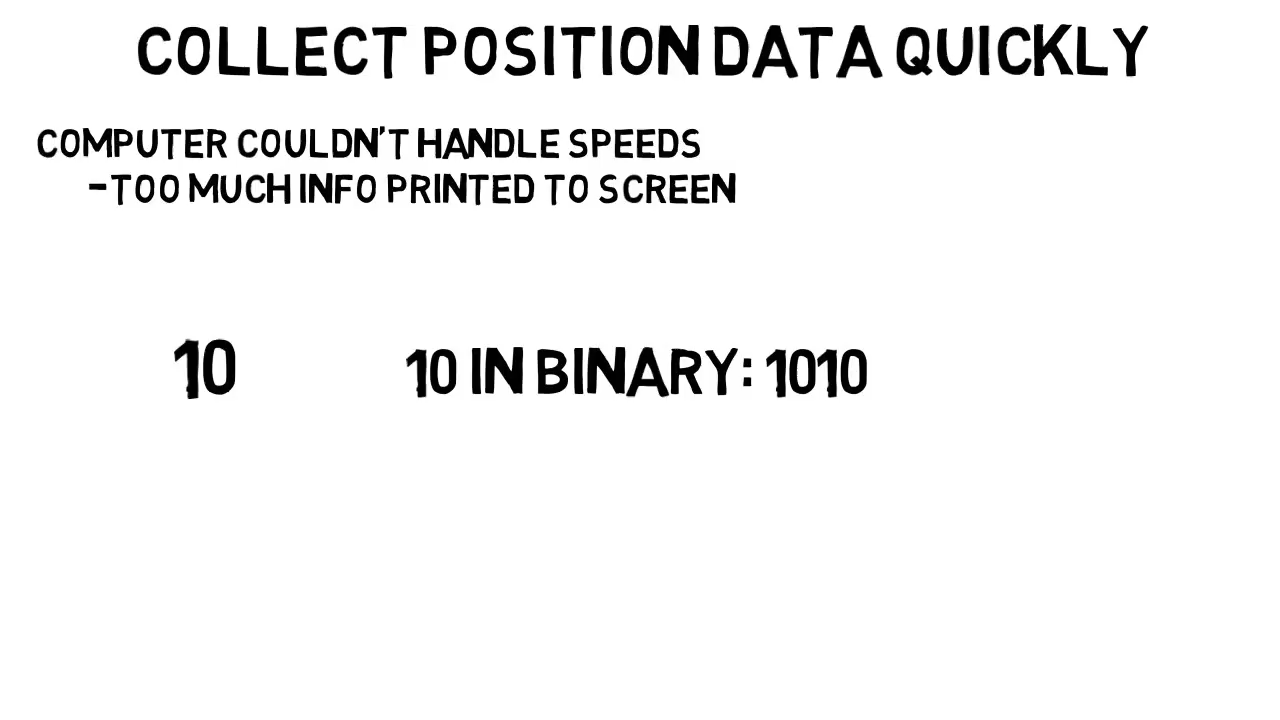 COLLECT POSITION DATA QUICKLY
COMPUTER COULDN'T HANDLE SPEEDS
-TOO MUCH INFO PRINTED TO SCREEN
10
10 IN BINARY: 1010